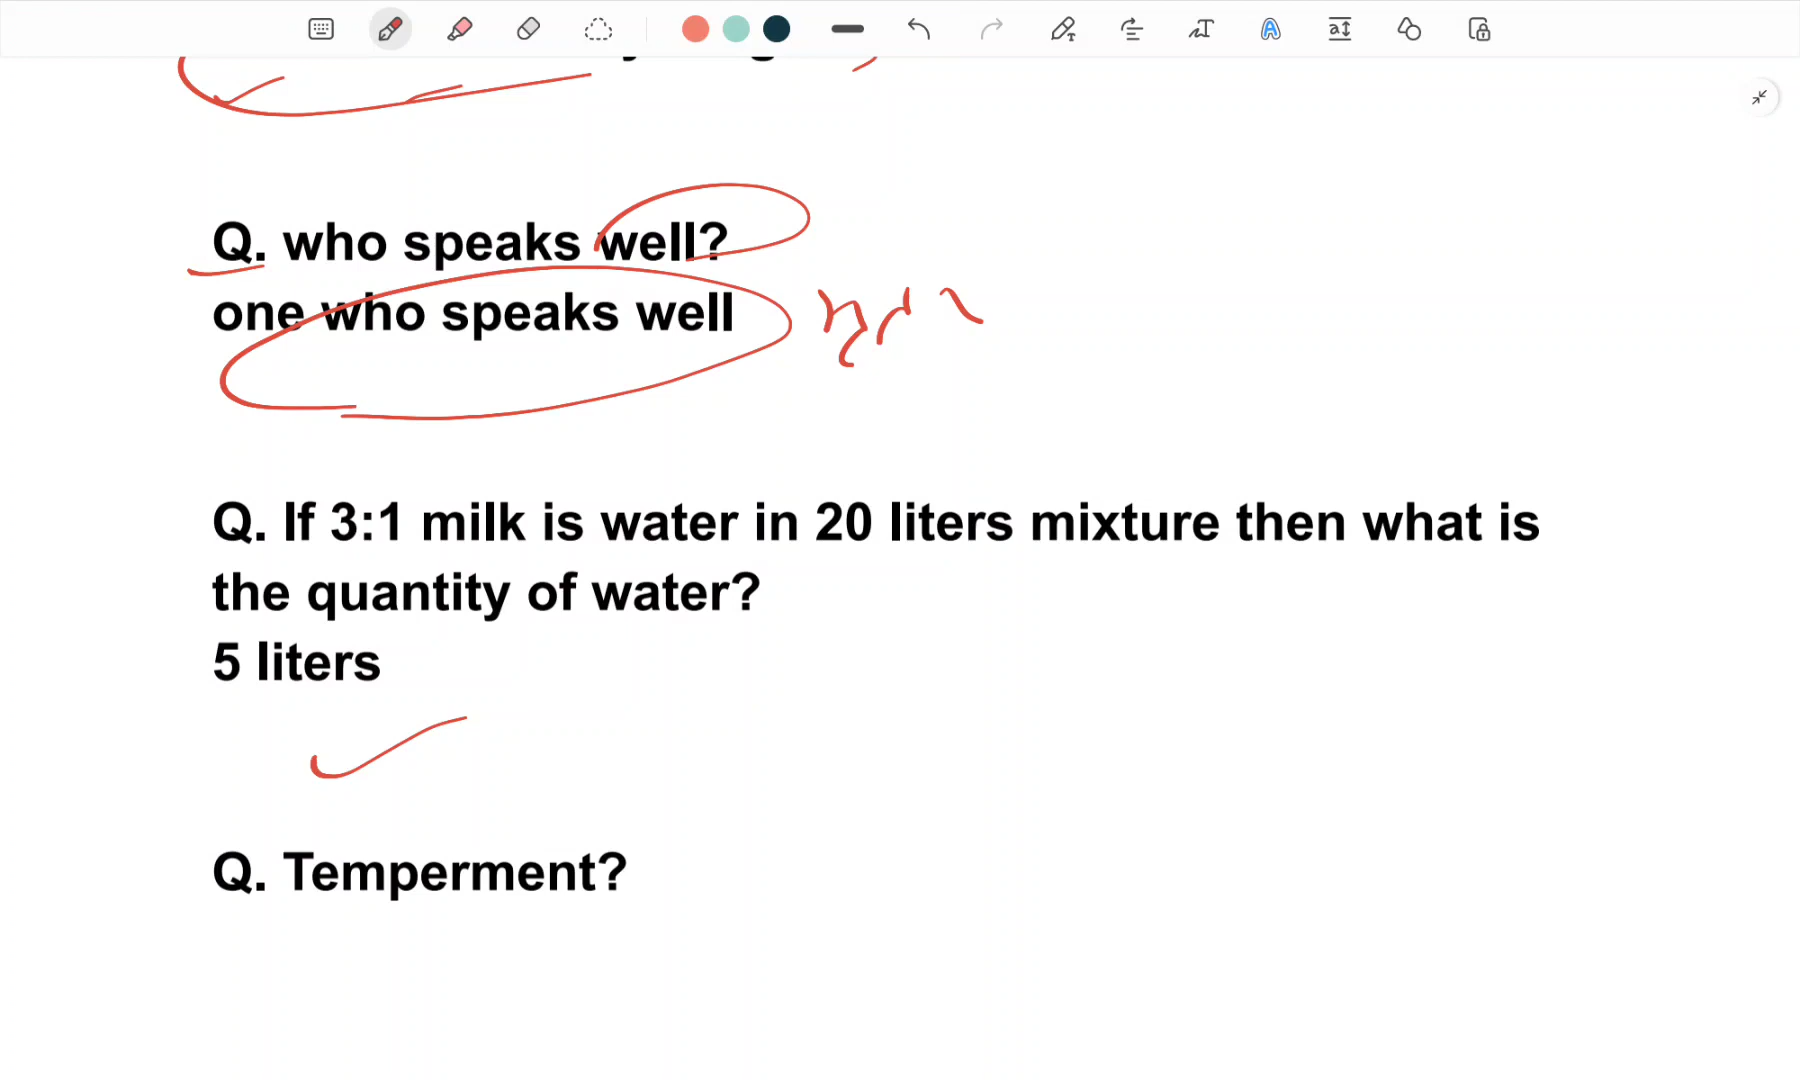 Q. who speaks well?
one who speaks well
Q. If 3:1 milk is water in 20 liters mixture then what is
the quantity of water?
5 liters
Q. Temperment?